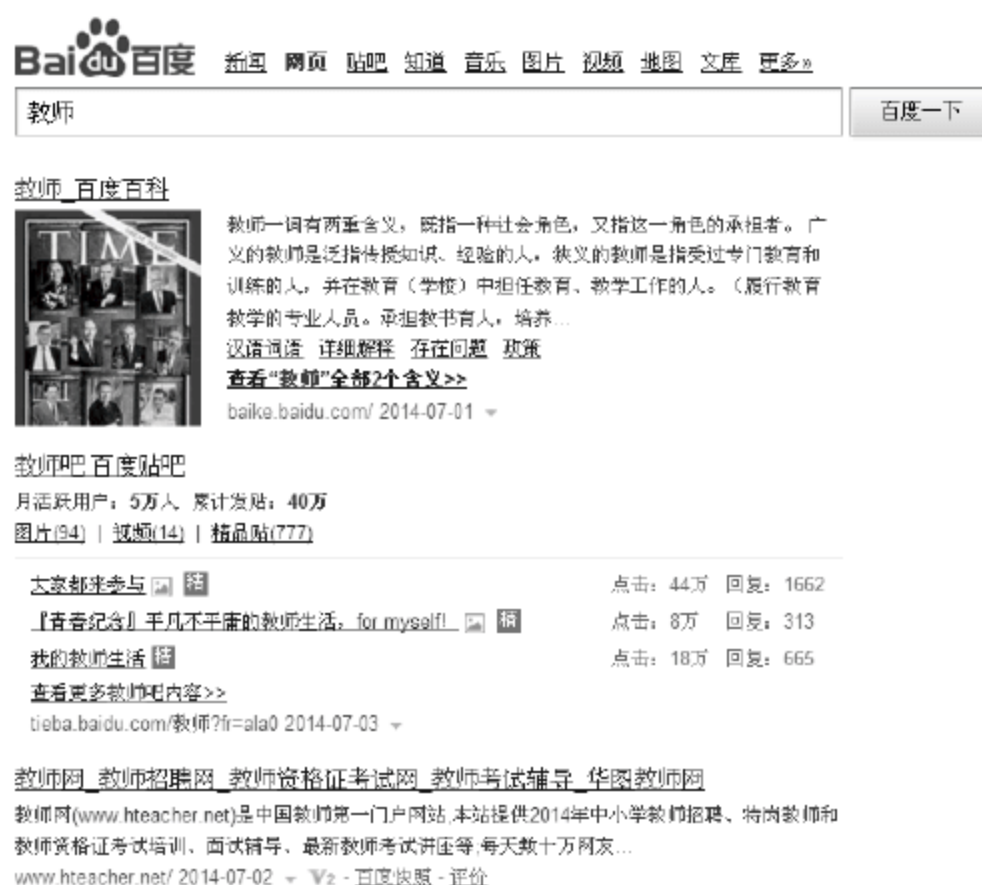 Bai du 百度 新闻 网页 贴吧 知道 音乐 图片 视频 地图 文库 更多»
教师 百度一下
教师_百度百科
TIME
教师一词有两重含义，既指一种社会角色，又指这一角色的承担者。广
义的教师是泛指传授知识、经验的人，狭义的教师是指受过专门教育和
训练的人，并在教育（学校）中担任教育、教学工作的人。（履行教育
教学的专业人员。承担教书育人，培养...
汉语词语 详细解释 存在问题 政策
查看“教师”全部2个含义>>
baike.baidu.com/ 2014-07-01
教师吧 百度贴吧
月活跃用户：5万人 累计发贴：40万
图片(94) | 视频(14) | 精品贴(777)
大家都来参与 精 点击：44万 回复：1662
『青春纪念』平凡不平庸的教师生活，for myself! 精 点击：8万 回复：313
我的教师生活 精 点击：18万 回复：665
查看更多教师吧内容>>
tieba.baidu.com/教师?fr=ala0 2014-07-03
教师网_教师招聘网_教师资格证考试网_教师考试辅导_华图教师网
教师网(www.hteacher.net)是中国教师第一门户网站,本站提供2014年中小学教师招聘、特岗教师和
教师资格证考试培训、面试辅导、最新教师考试讲座等,每天数十万网友...
www.hteacher.net/ 2014-07-02 V2 - 百度快照 - 评价